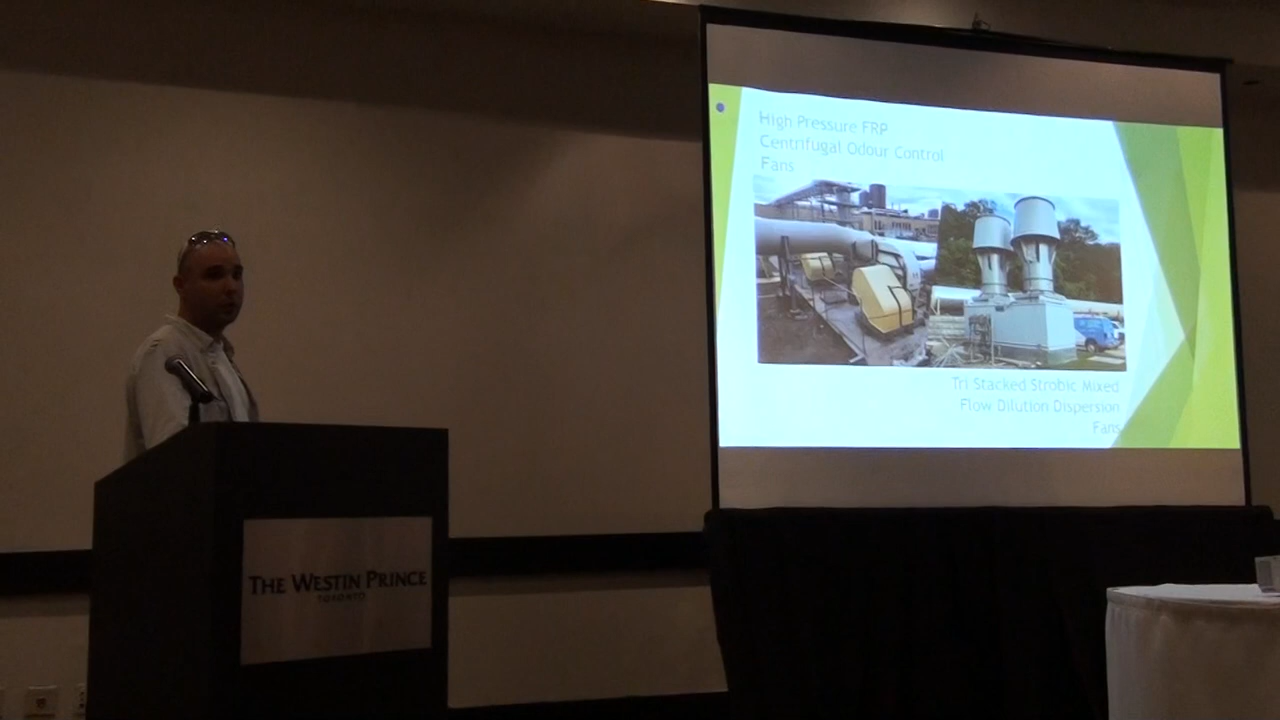 High Pressure FRP
Centrifugal Odour Control
Fans
Tri Stacked Strobic Mixed
Flow Dilution Dispersion
Fans
THE WESTIN PRINCE
TORONTO